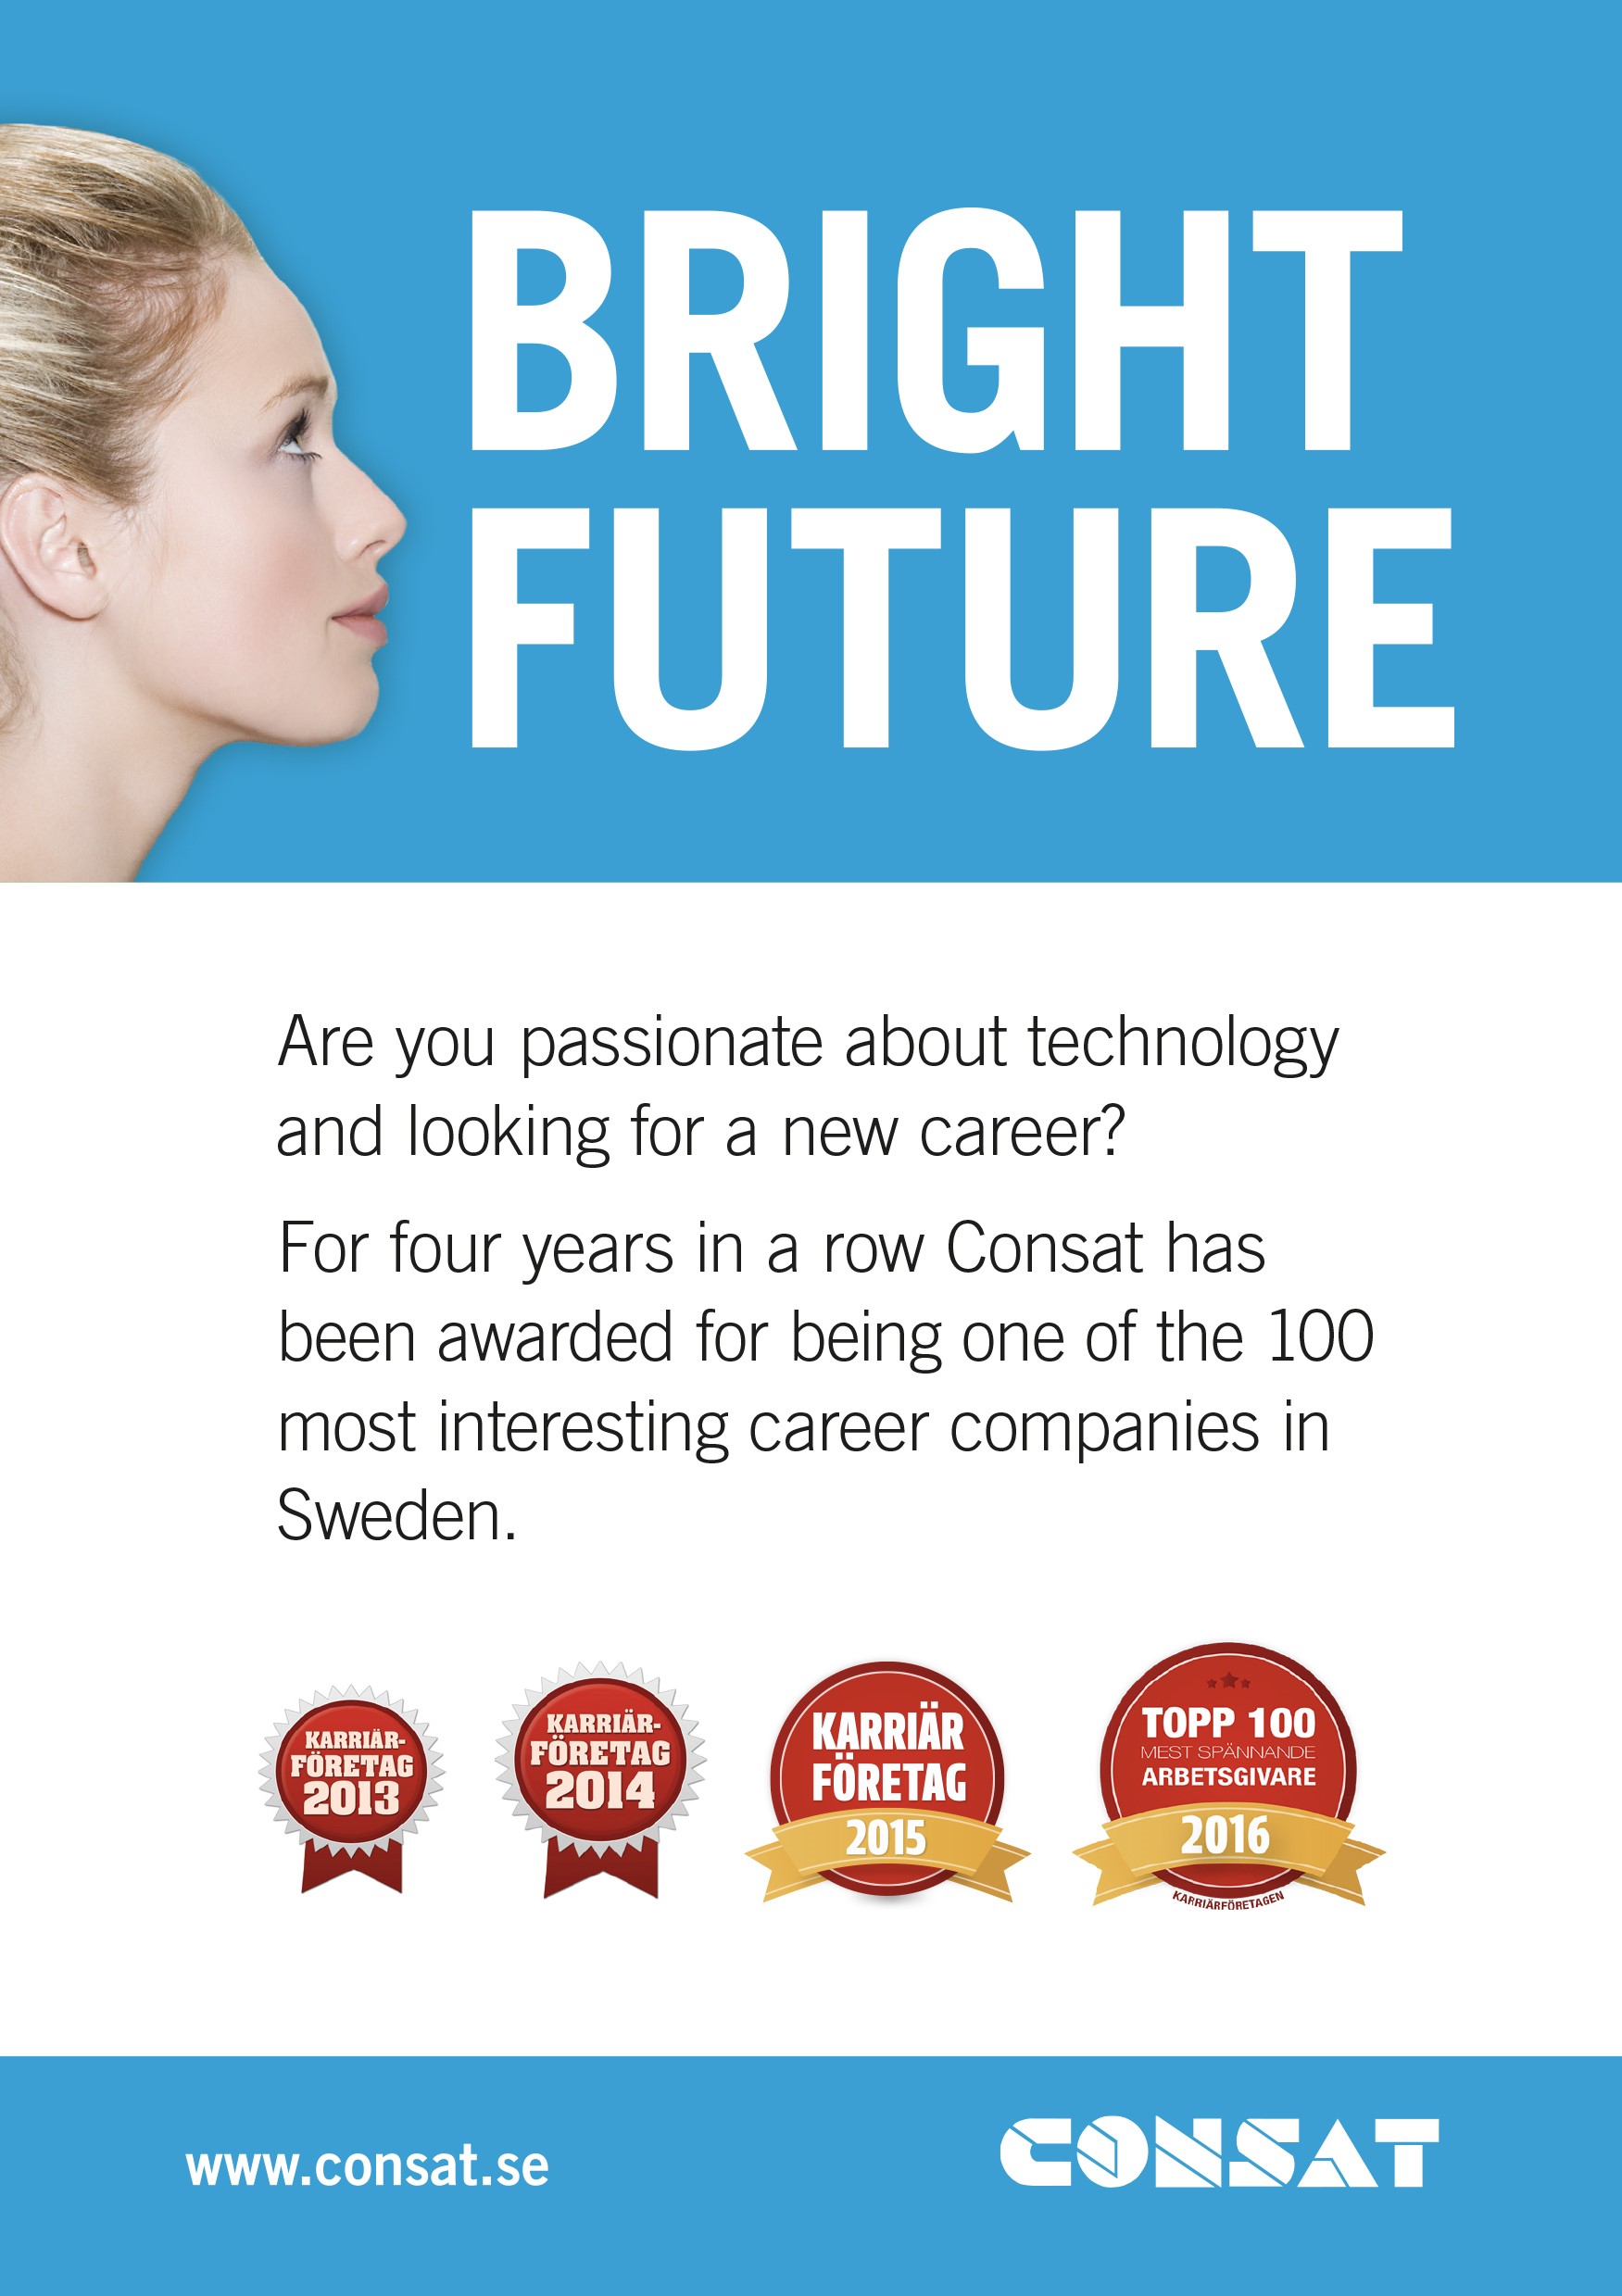 BRIGHT
FUTURE
Are you passionate about technology
and looking for a new career?
For four years in a row Consat has
been awarded for being one of the 100
most interesting career companies in
Sweden.
KARRIÄR-
FÖRETAG
2013
KARRIÄR-
FÖRETAG
2014
KARRIÄR
FÖRETAG
2015
TOPP 100
MEST SPÄNNANDE
ARBETSGIVARE
2016
KARRIÄRFÖRETAGEN
www.consat.se
CONSAT